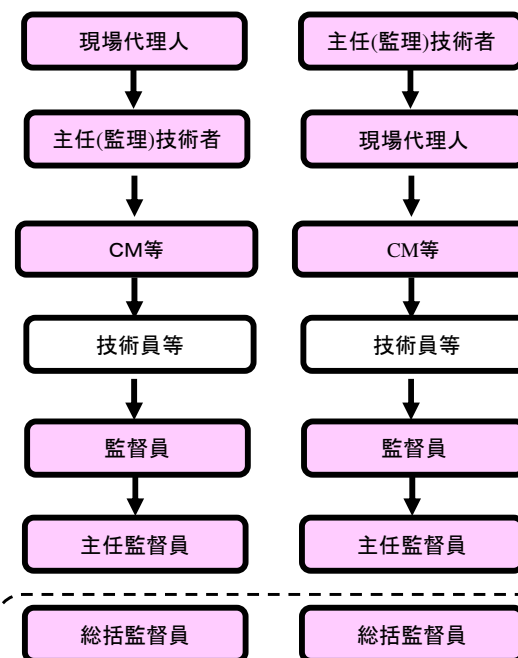 現場代理人
主任(監理)技術者
CM等
技術員等
監督員
主任監督員
総括監督員
主任(監理)技術者
現場代理人
CM等
技術員等
監督員
主任監督員
総括監督員